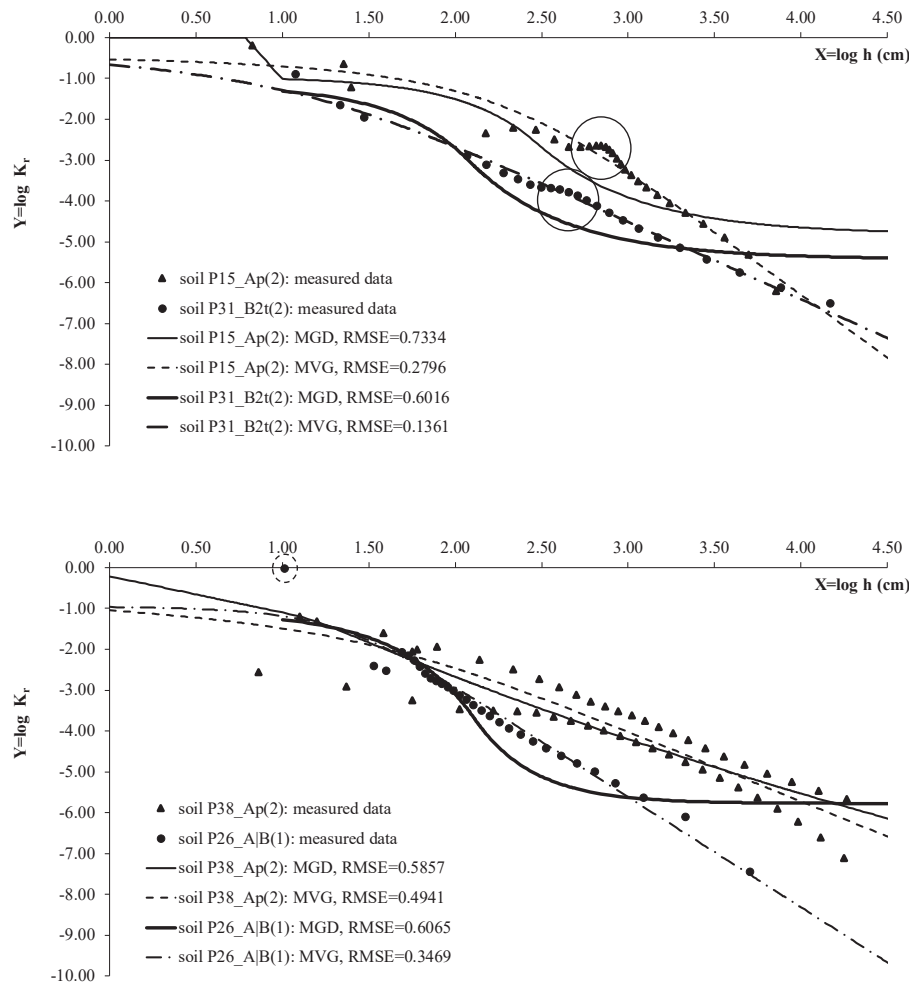 0.00 0.50 1.00 1.50 2.00 2.50 3.00 3.50 4.00 4.50
X=log h (cm)
0.00
-1.00
-2.00
-3.00
-4.00
-5.00
-6.00
-7.00
-8.00
-9.00
-10.00
Y=log Kr
soil P15_Ap(2): measured data
soil P31_B2t(2): measured data
soil P15_Ap(2): MGD, RMSE=0.7334
soil P15_Ap(2): MVG, RMSE=0.2796
soil P31_B2t(2): MGD, RMSE=0.6016
soil P31_B2t(2): MVG, RMSE=0.1361
0.00 0.50 1.00 1.50 2.00 2.50 3.00 3.50 4.00 4.50
X=log h (cm)
0.00
-1.00
-2.00
-3.00
-4.00
-5.00
-6.00
-7.00
-8.00
-9.00
-10.00
Y=log Kr
soil P38_Ap(2): measured data
soil P26_A|B(1): measured data
soil P38_Ap(2): MGD, RMSE=0.5857
soil P38_Ap(2): MVG, RMSE=0.4941
soil P26_A|B(1): MGD, RMSE=0.6065
soil P26_A|B(1): MVG, RMSE=0.3469